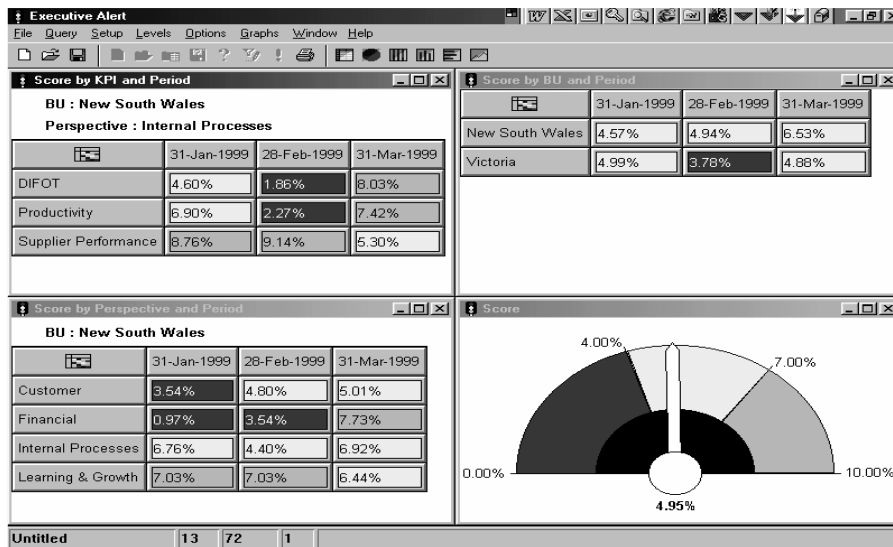 Executive Alert
File Query Setup Levels Options Graphs Window Help
Score by KPI and Period
BU : New South Wales
Perspective : Internal Processes
31-Jan-1999 28-Feb-1999 31-Mar-1999
DIFOT 4.60% 1.86% 8.03%
Productivity 6.90% 2.27% 7.42%
Supplier Performance 8.76% 9.14% 5.30%
Score by BU and Period
31-Jan-1999 28-Feb-1999 31-Mar-1999
New South Wales 4.57% 4.94% 6.53%
Victoria 4.99% 3.78% 4.88%
Score by Perspective and Period
BU : New South Wales
31-Jan-1999 28-Feb-1999 31-Mar-1999
Customer 3.54% 4.80% 5.01%
Financial 0.97% 3.54% 7.73%
Internal Processes 6.76% 4.40% 6.92%
Learning & Growth 7.03% 7.03% 6.44%
Score
4.00%
7.00%
0.00% 10.00%
4.95%
Untitled 13 72 1